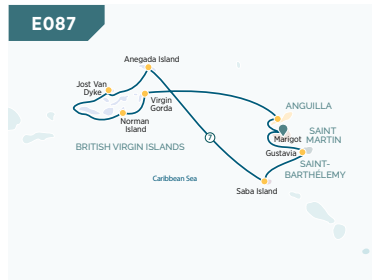 E087
Anegada Island
Jost Van
Dyke
Virgin
Gorda
Norman
Island
BRITISH VIRGIN ISLANDS
ANGUILLA
Marigot
SAINT
MARTIN
Gustavia
SAINT-
BARTHÉLEMY
7
Caribbean Sea
Saba Island